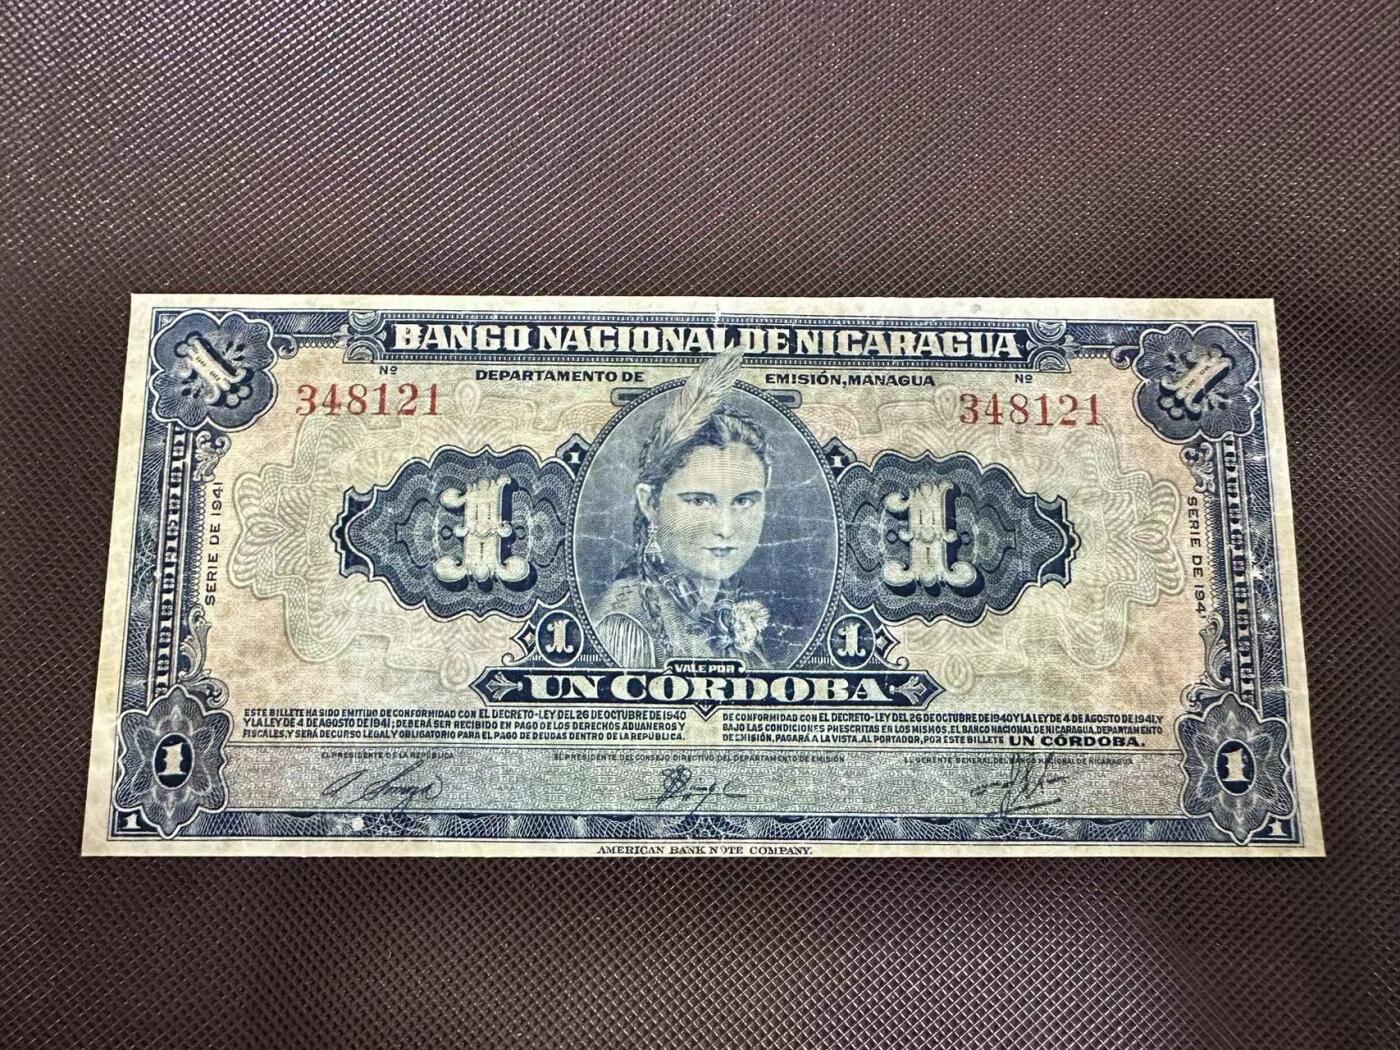 BANCO NACIONAL DE NICARAGUA
Nº DEPARTAMENTO DE EMISIÓN, MANAGUA Nº
348121 348121
SERIE DE 1941
SERIE DE 194
1 1
1 1
1 1
VALE POR
UN CÓRDOBA
ESTE BILLETE HA SIDO EMITIDO DE CONFORMIDAD CON EL DECRETO-LEY DEL 26 DE OCTUBRE DE 1940
Y LA LEY DE 4 DE AGOSTO DE 1941; DEBERÁ SER RECIBIDO EN PAGO DE LOS DERECHOS ADUANEROS Y
FISCALES, Y SERÁ DE CURSO LEGAL Y OBLIGATORIO PARA EL PAGO DE DEUDAS DENTRO DE LA REPÚBLICA.
DE CONFORMIDAD CON EL DECRETO-LEY DEL 26 DE OCTUBRE DE 1940 Y LA LEY DE 4 DE AGOSTO DE 1941, Y
BAJO LAS CONDICIONES PRESCRITAS EN LOS MISMOS, EL BANCO NACIONAL DE NICARAGUA, DEPARTAMENTO
DE EMISIÓN, PAGARÁ A LA VISTA, AL PORTADOR, POR ESTE BILLETE UN CÓRDOBA.
EL PRESIDENTE DE LA REPÚBLICA
EL PRESIDENTE DEL CONSEJO DIRECTIVO DEL DEPARTAMENTO DE EMISIÓN
EL GERENTE GENERAL DEL BANCO NACIONAL DE NICARAGUA
1 1
1 1
AMERICAN BANK NOTE COMPANY.